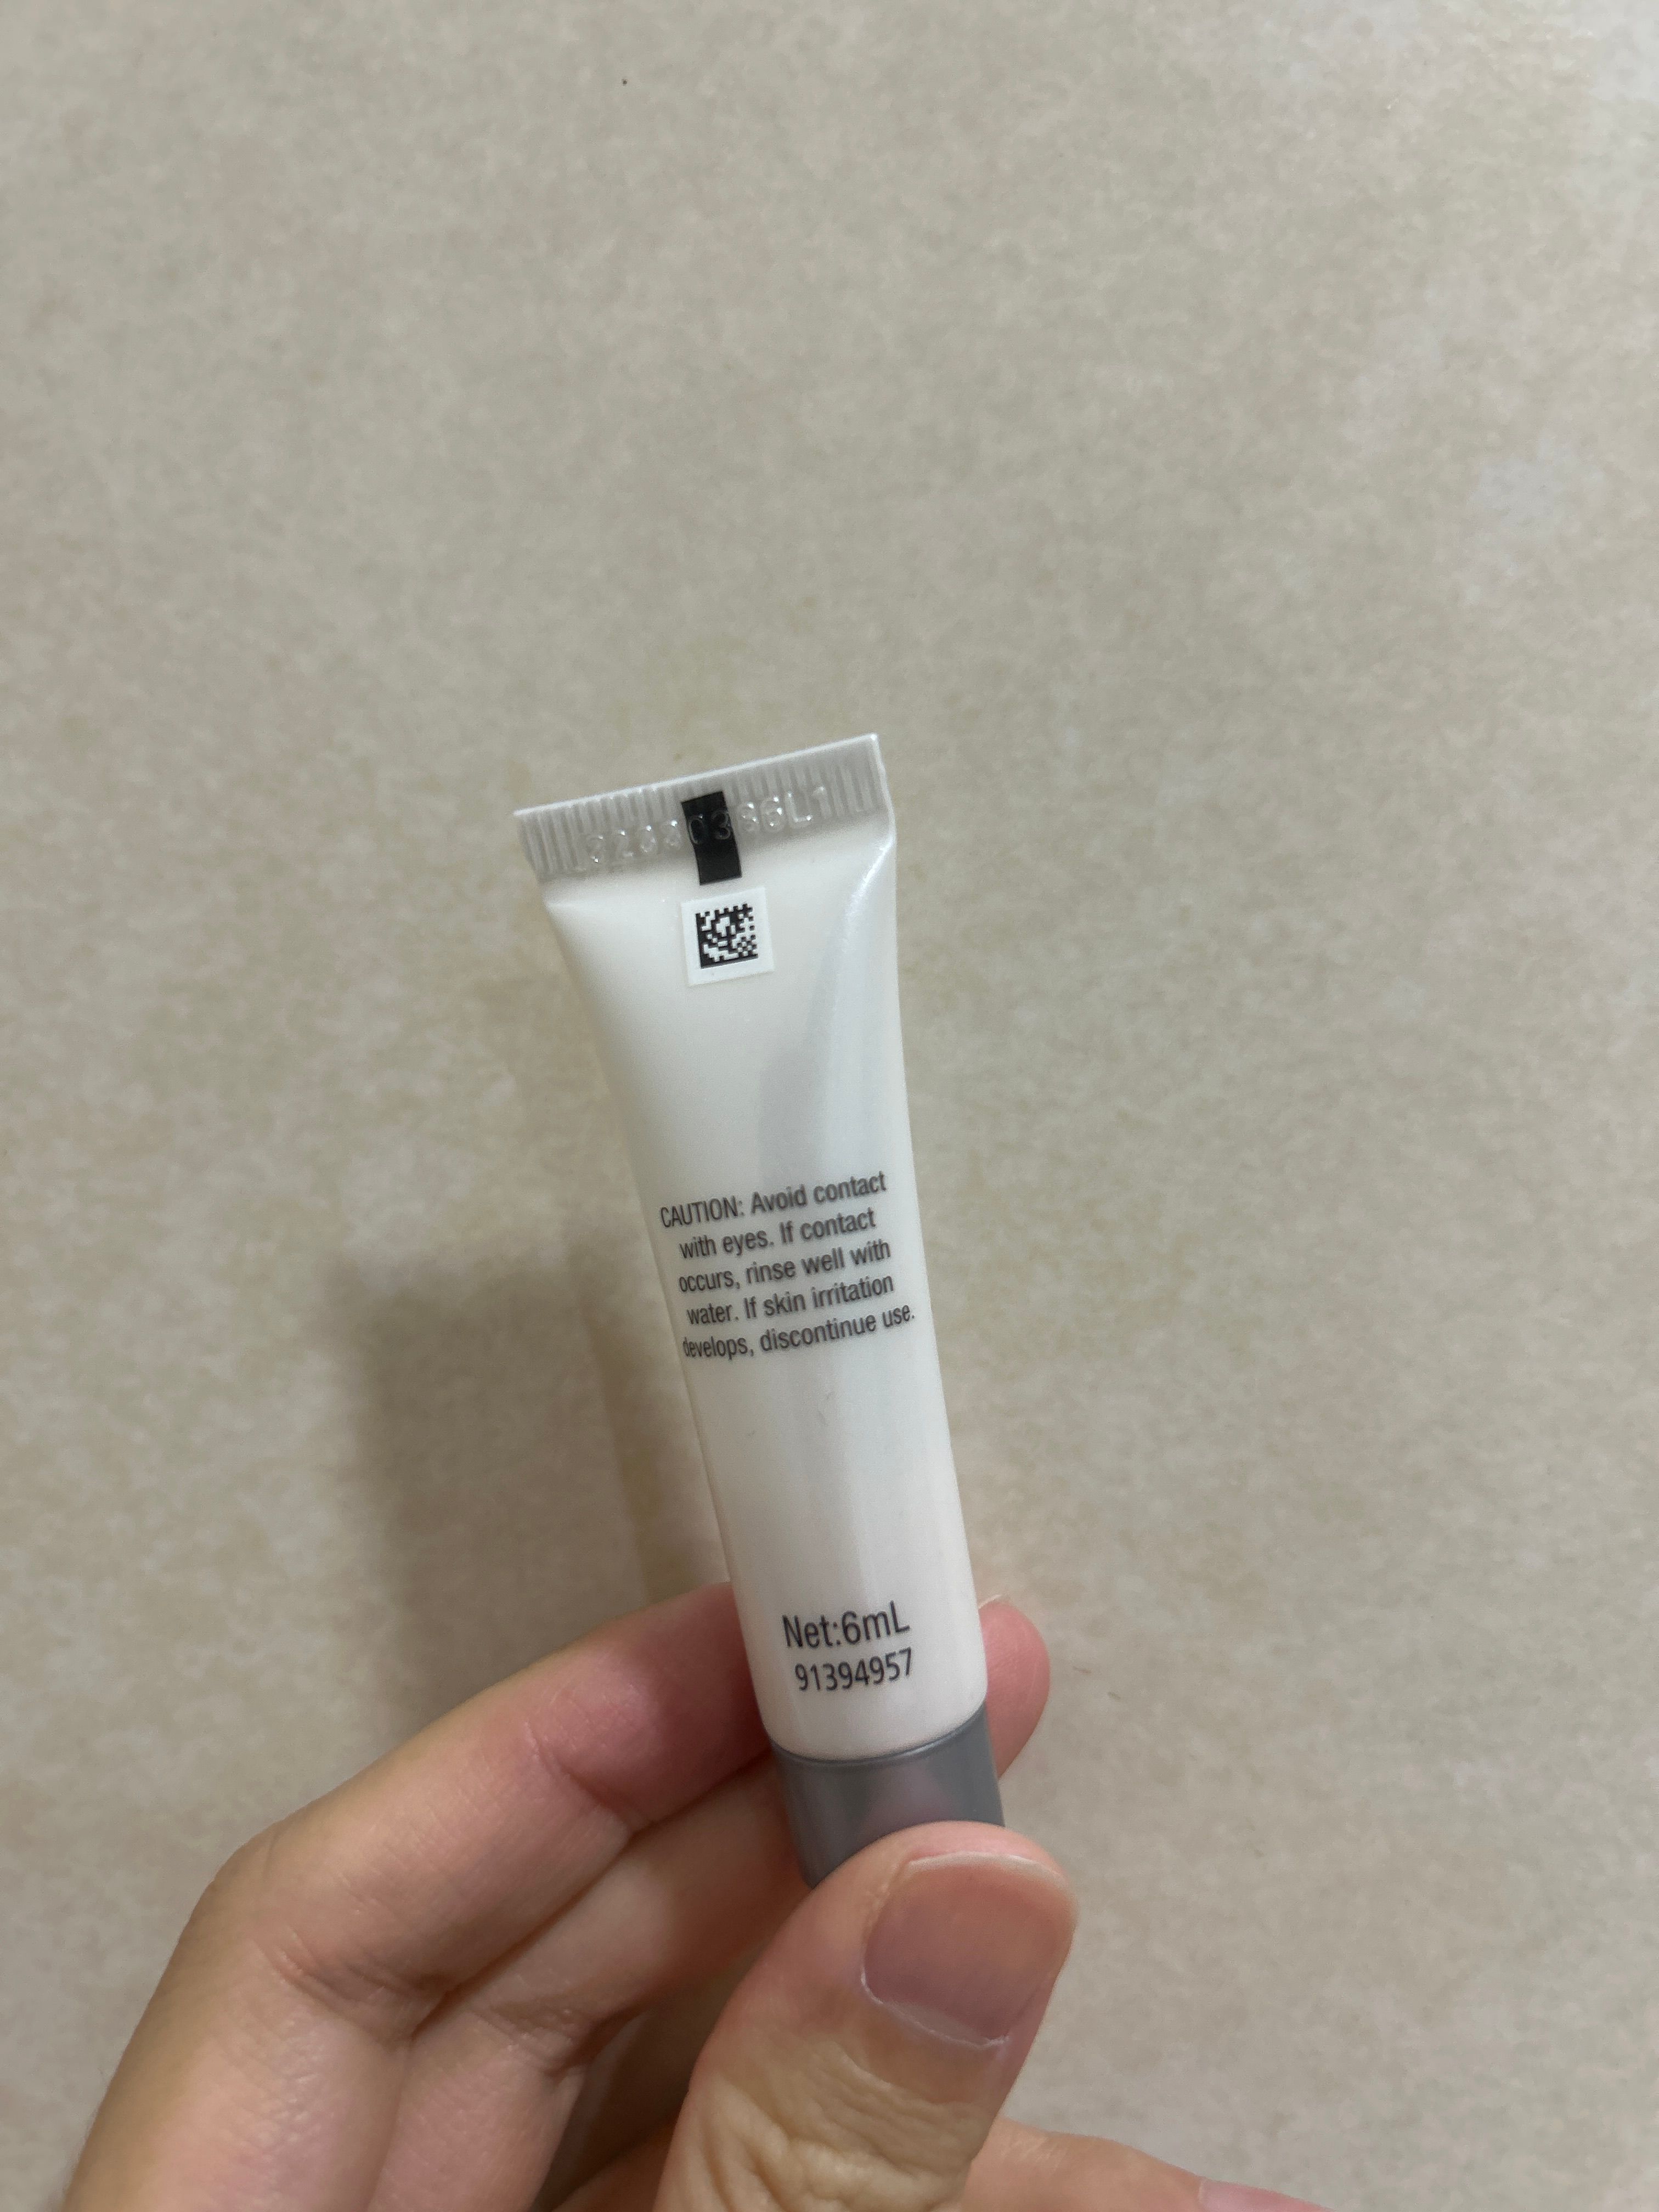 CAUTION: Avoid contact
with eyes. If contact
occurs, rinse well with
water. If skin irritation
develops, discontinue use.
Net:6mL
91394957